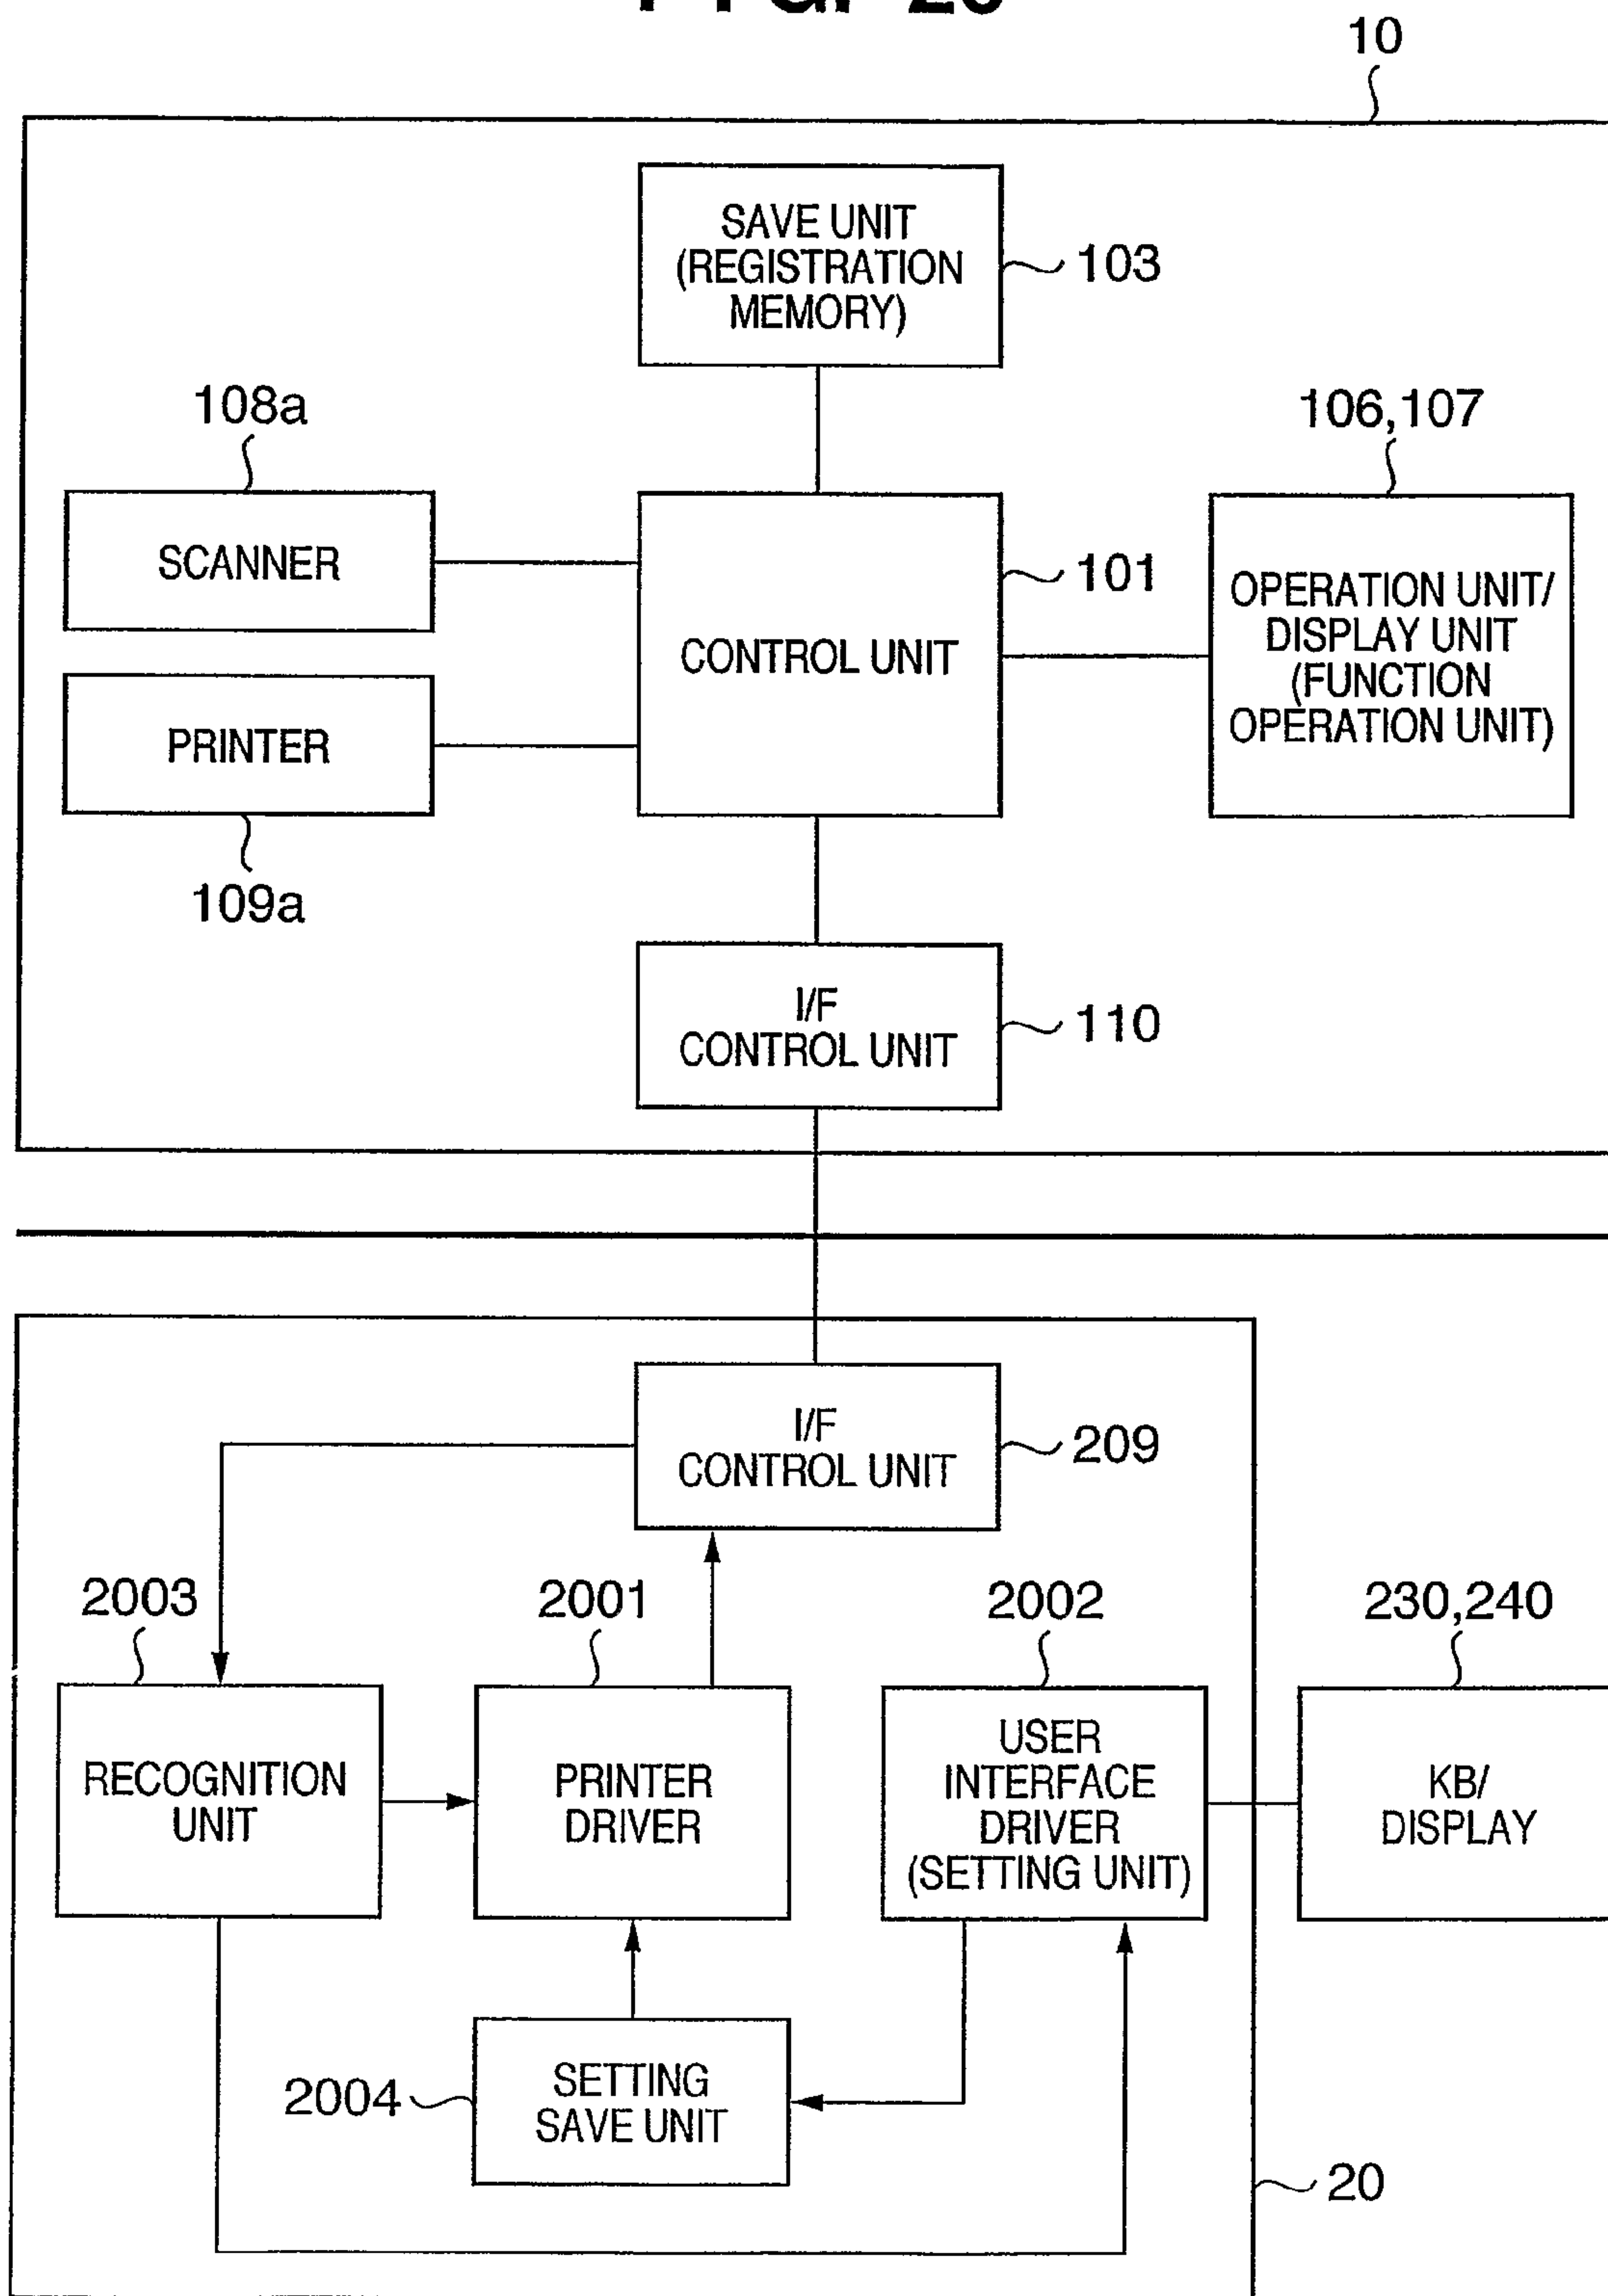 10
SAVE UNIT
(REGISTRATION
MEMORY)
103
108a
106,107
SCANNER
CONTROL UNIT
101
OPERATION UNIT/
DISPLAY UNIT
(FUNCTION
OPERATION UNIT)
PRINTER
109a
I/F
CONTROL UNIT
110
I/F
CONTROL UNIT
209
2003
2001
2002
230,240
RECOGNITION
UNIT
PRINTER
DRIVER
USER
INTERFACE
DRIVER
(SETTING UNIT)
KB/
DISPLAY
2004
SETTING
SAVE UNIT
20